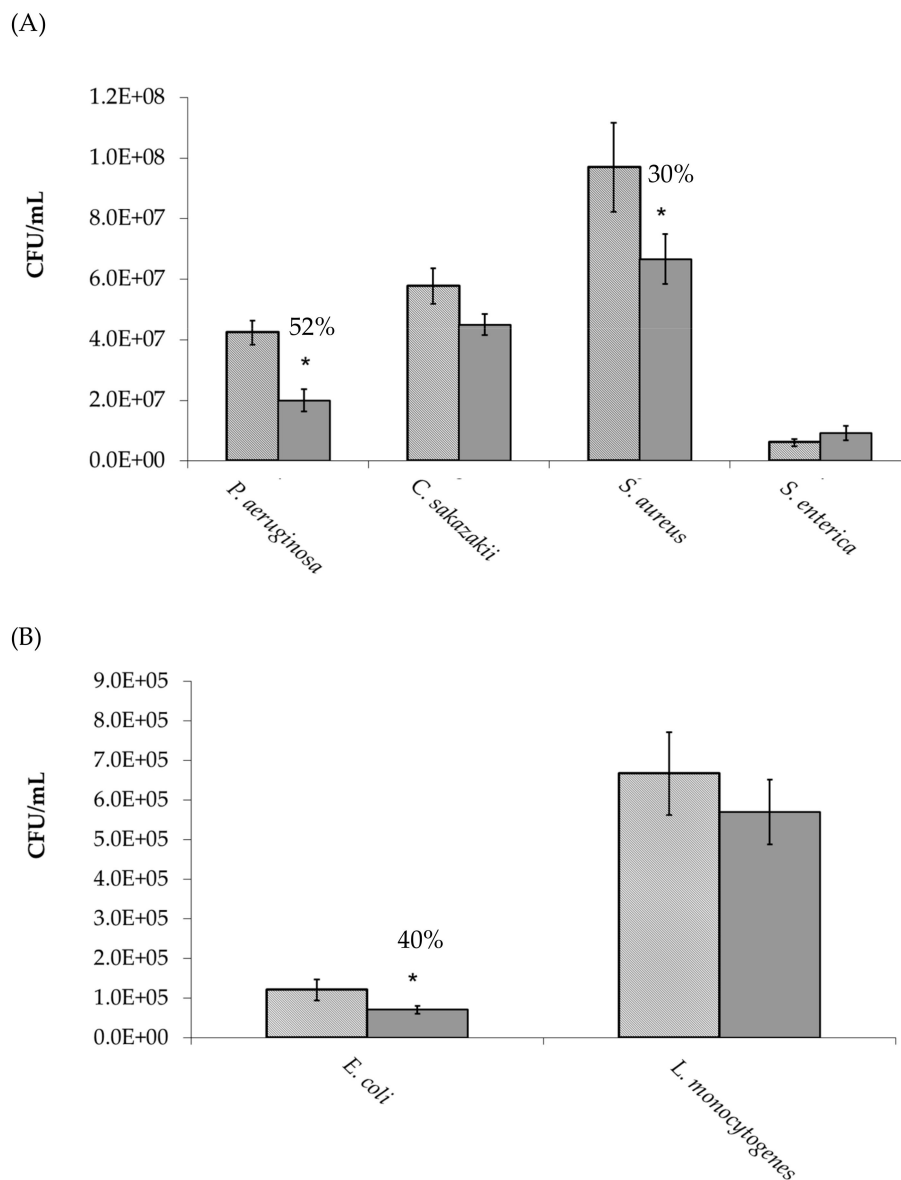 (A)
1.2E+08
1.0E+08
8.0E+07
6.0E+07
4.0E+07
2.0E+07
0.0E+00
CFU/mL
52%
*
30%
*
P. aeruginosa
C. sakazakii
S. aureus
S. enterica
(B)
9.0E+05
8.0E+05
7.0E+05
6.0E+05
5.0E+05
4.0E+05
3.0E+05
2.0E+05
1.0E+05
0.0E+00
CFU/mL
40%
*
E. coli
L. monocytogenes